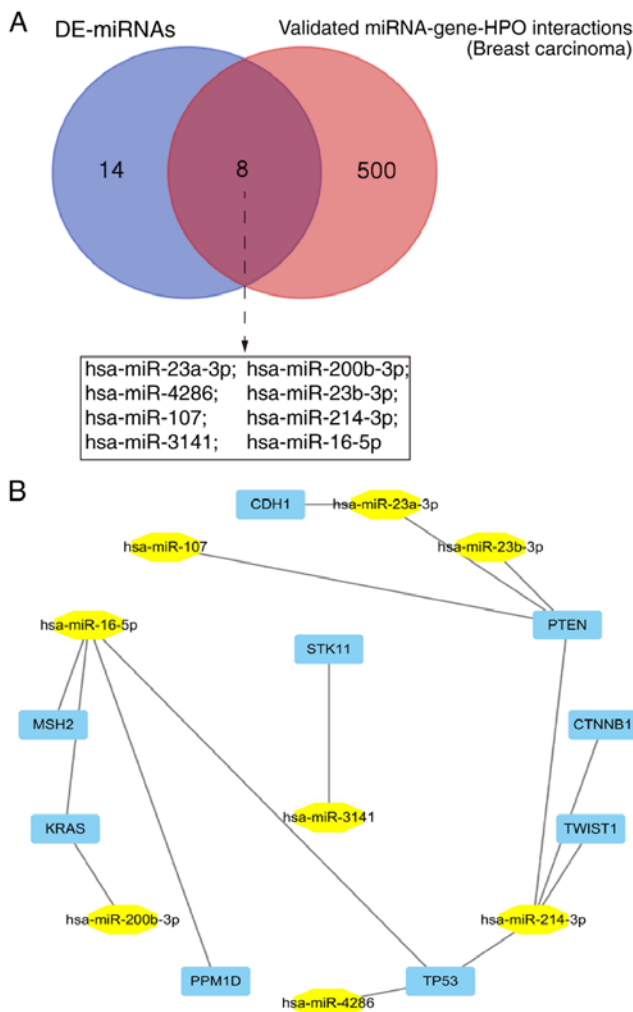 A
DE-miRNAs
Validated miRNA-gene-HPO interactions
(Breast carcinoma)
14
8
500
hsa-miR-23a-3p; hsa-miR-200b-3p;
hsa-miR-4286; hsa-miR-23b-3p;
hsa-miR-107; hsa-miR-214-3p;
hsa-miR-3141; hsa-miR-16-5p
B
CDH1
hsa-miR-23a-3p
hsa-miR-107
hsa-miR-23b-3p
hsa-miR-16-5p
PTEN
STK11
MSH2
CTNNB1
hsa-miR-3141
KRAS
TWIST1
hsa-miR-200b-3p
hsa-miR-214-3p
PPM1D
TP53
hsa-miR-4286